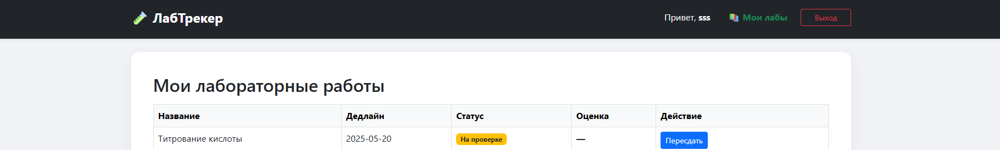 ЛабТрекер Привет, sss Мои лабы Выход
Мои лабораторные работы
Название Дедлайн Статус Оценка Действие
Титрование кислоты 2025-05-20 На проверке — Пересдать